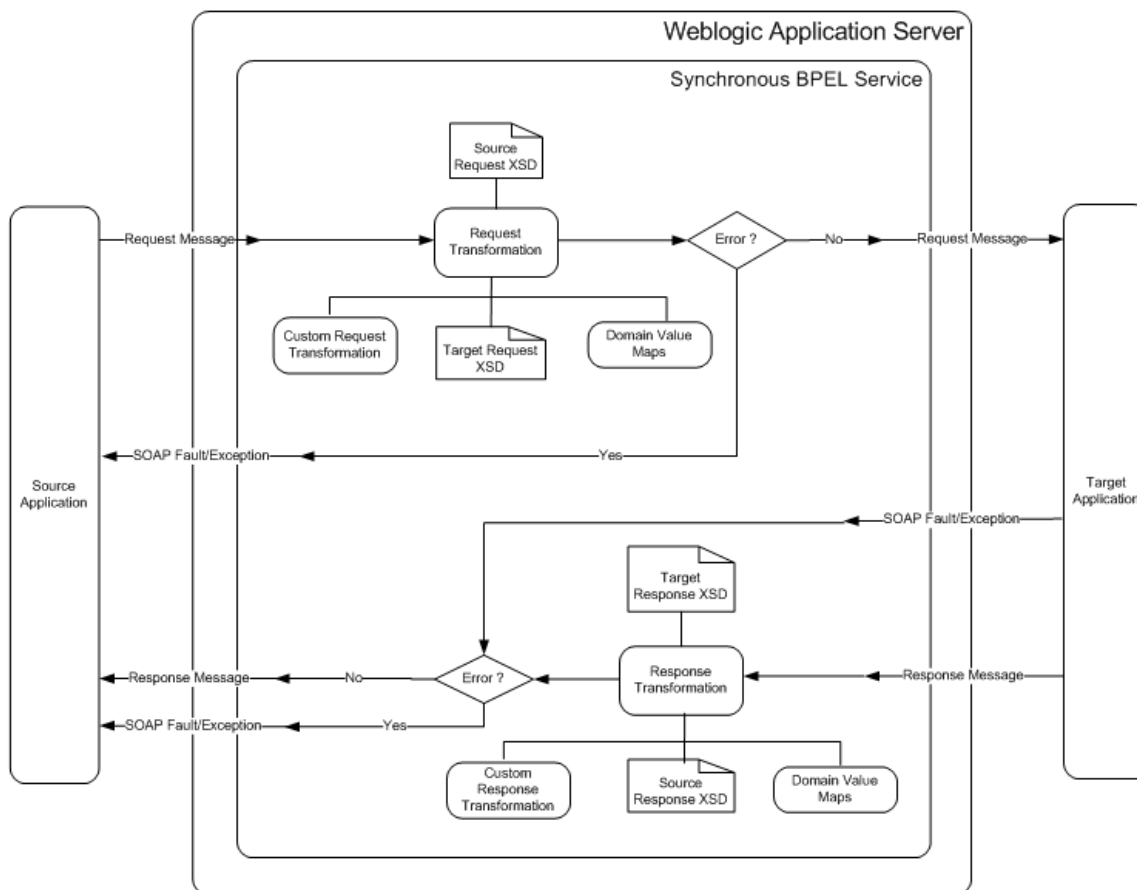 Weblogic Application Server
Synchronous BPEL Service
Source
Request XSD
Request Message
Request
Transformation
Error ?
No
Request Message
Custom Request
Transformation
Target Request
XSD
Domain Value
Maps
SOAP Fault/Exception
Yes
Source
Application
Target
Application
SOAP Fault/Exception
Target
Response XSD
Response Message
No
Error ?
Response
Transformation
Response Message
SOAP Fault/Exception
Yes
Custom
Response
Transformation
Source
Response XSD
Domain Value
Maps